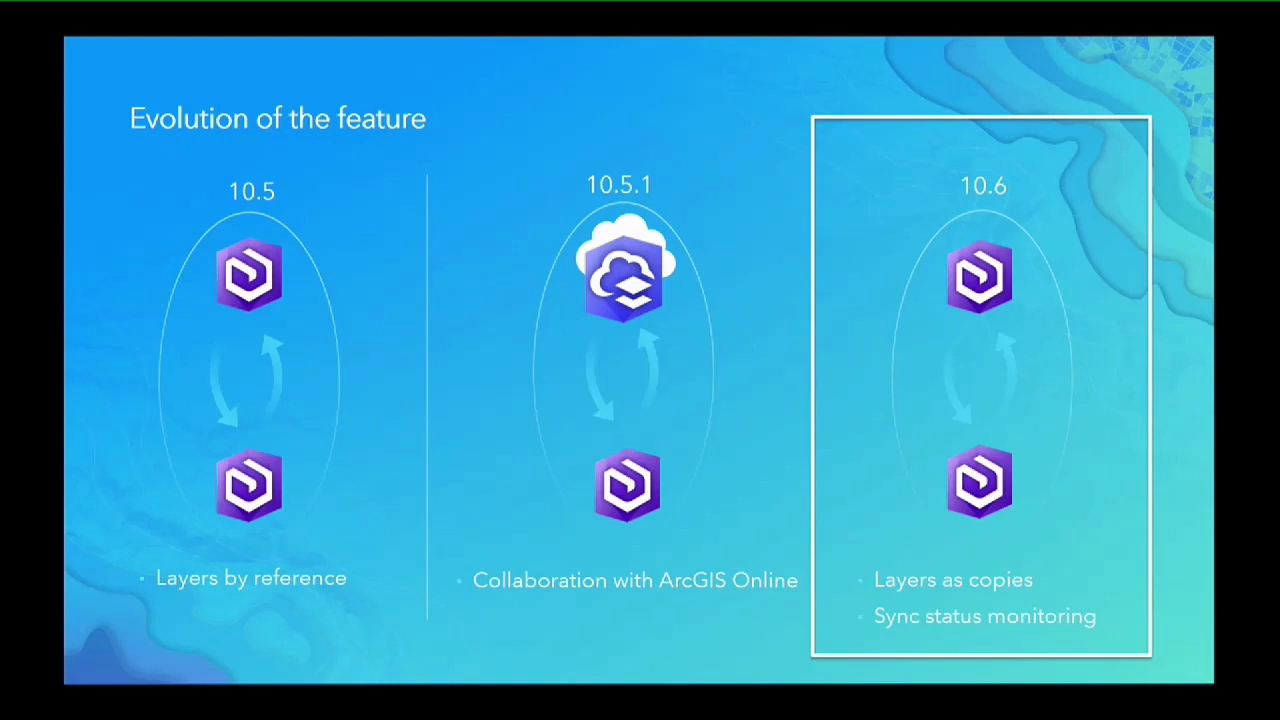 Evolution of the feature
10.5
• Layers by reference
10.5.1
• Collaboration with ArcGIS Online
10.6
• Layers as copies
• Sync status monitoring